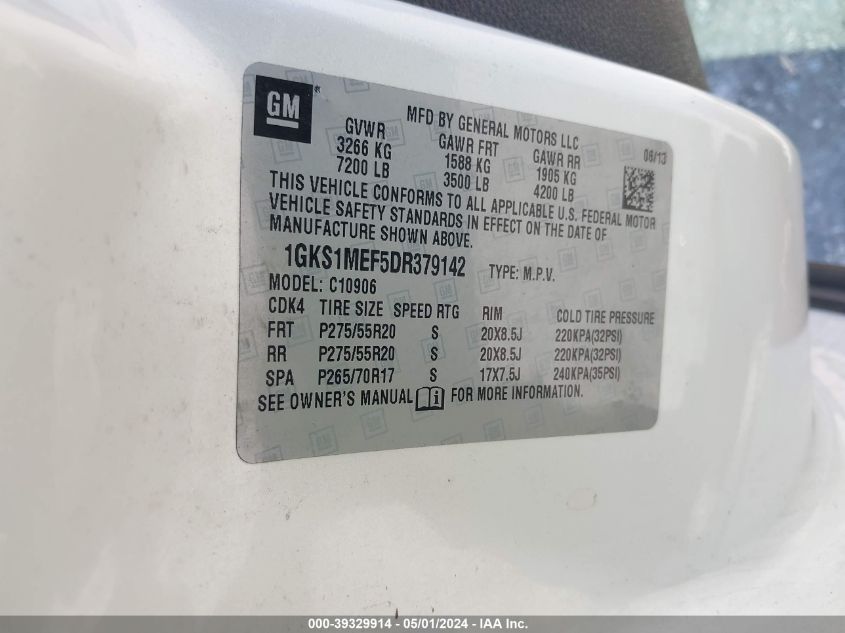 GM®
MFD BY GENERAL MOTORS LLC
GVWR GAWR FRT GAWR RR 06/13
3266 KG 1588 KG 1905 KG
7200 LB 3500 LB 4200 LB
THIS VEHICLE CONFORMS TO ALL APPLICABLE U.S. FEDERAL MOTOR
VEHICLE SAFETY STANDARDS IN EFFECT ON THE DATE OF
MANUFACTURE SHOWN ABOVE.
1GKS1MEF5DR379142 TYPE: M.P.V.
MODEL: C10906
CDK4 TIRE SIZE SPEED RTG RIM COLD TIRE PRESSURE
FRT P275/55R20 S 20X8.5J 220KPA(32PSI)
RR P275/55R20 S 20X8.5J 220KPA(32PSI)
SPA P265/70R17 S 17X7.5J 240KPA(35PSI)
SEE OWNER'S MANUAL i FOR MORE INFORMATION.
000-39329914 - 05/01/2024 - IAA Inc.